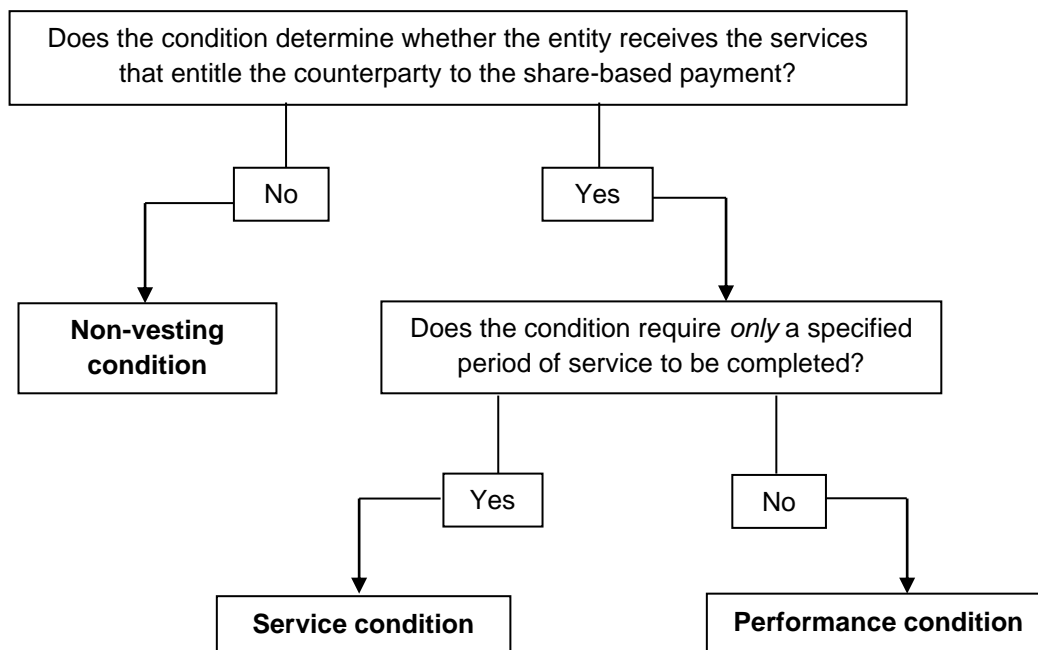 Does the condition determine whether the entity receives the services
that entitle the counterparty to the share-based payment?
No
Yes
Non-vesting
condition
Does the condition require only a specified
period of service to be completed?
Yes
No
Service condition
Performance condition